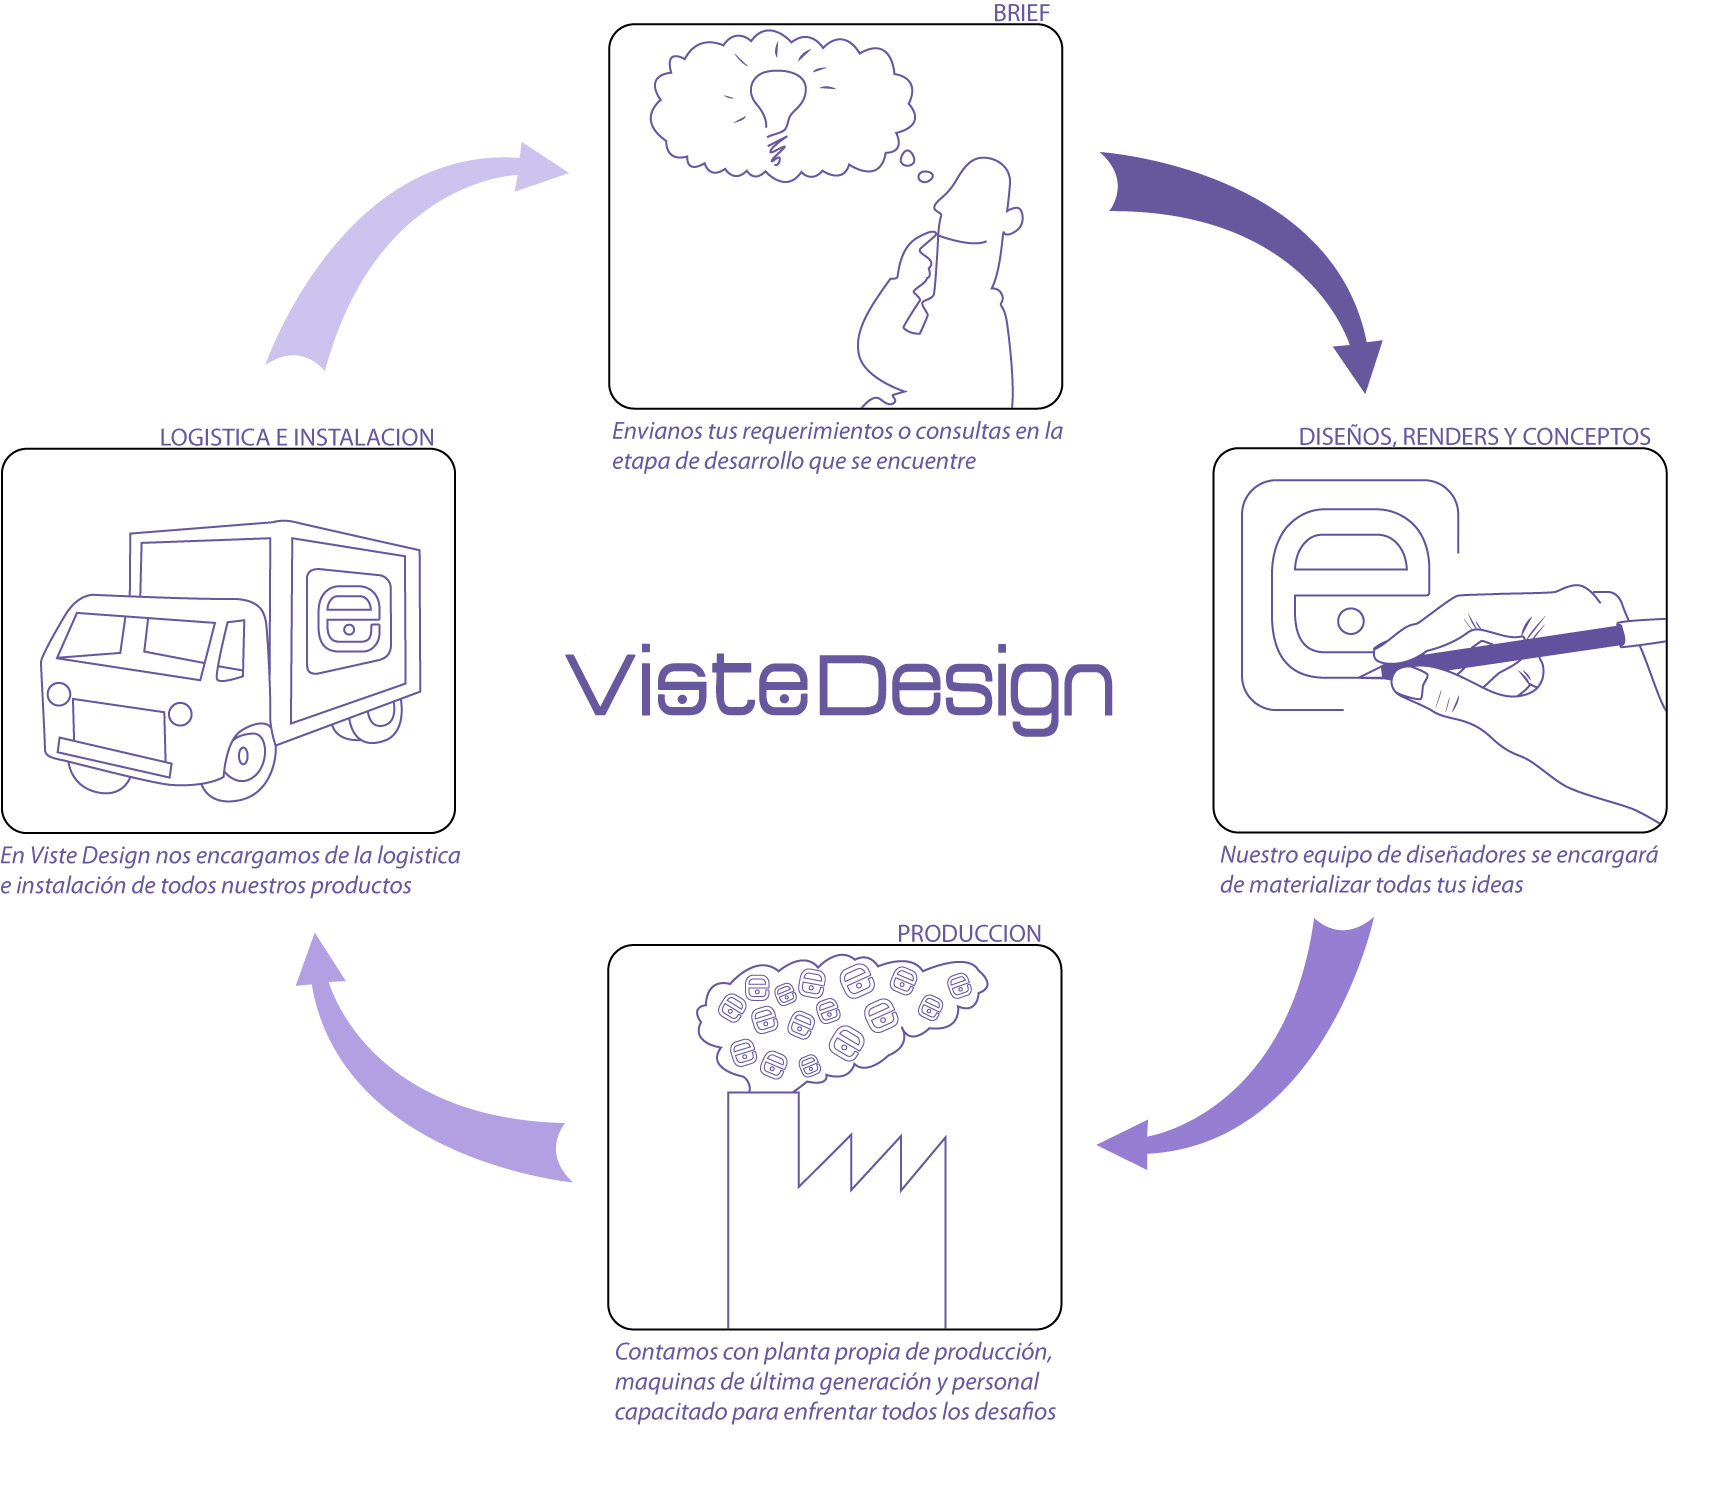 BRIEF
Envianos tus requerimientos o consultas en la
etapa de desarrollo que se encuentre
LOGISTICA E INSTALACION
En Viste Design nos encargamos de la logistica
e instalación de todos nuestros productos
VisteDesign
DISEÑOS, RENDERS Y CONCEPTOS
Nuestro equipo de diseñadores se encargará
de materializar todas tus ideas
PRODUCCION
Contamos con planta propia de producción,
maquinas de última generación y personal
capacitado para enfrentar todos los desafios